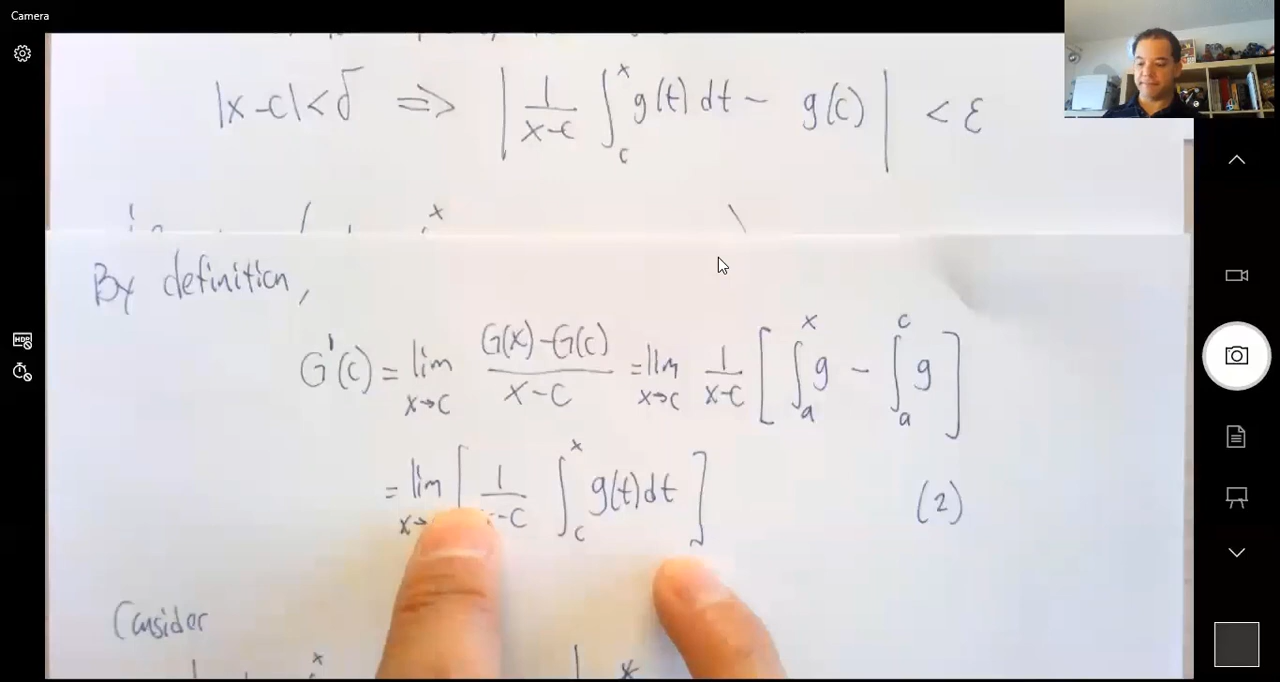 Camera
|x-c|<δ => | 1/(x-c) ∫_c^x g(t) dt - g(c) | < ε
By definition,
G'(c) = lim_{x→c} (G(x)-G(c))/(x-c) = lim_{x→c} 1/(x-c) [ ∫_a^x g - ∫_a^c g ]
= lim [ 1/(x-c) ∫_c^x g(t)dt ] (2)
Consider